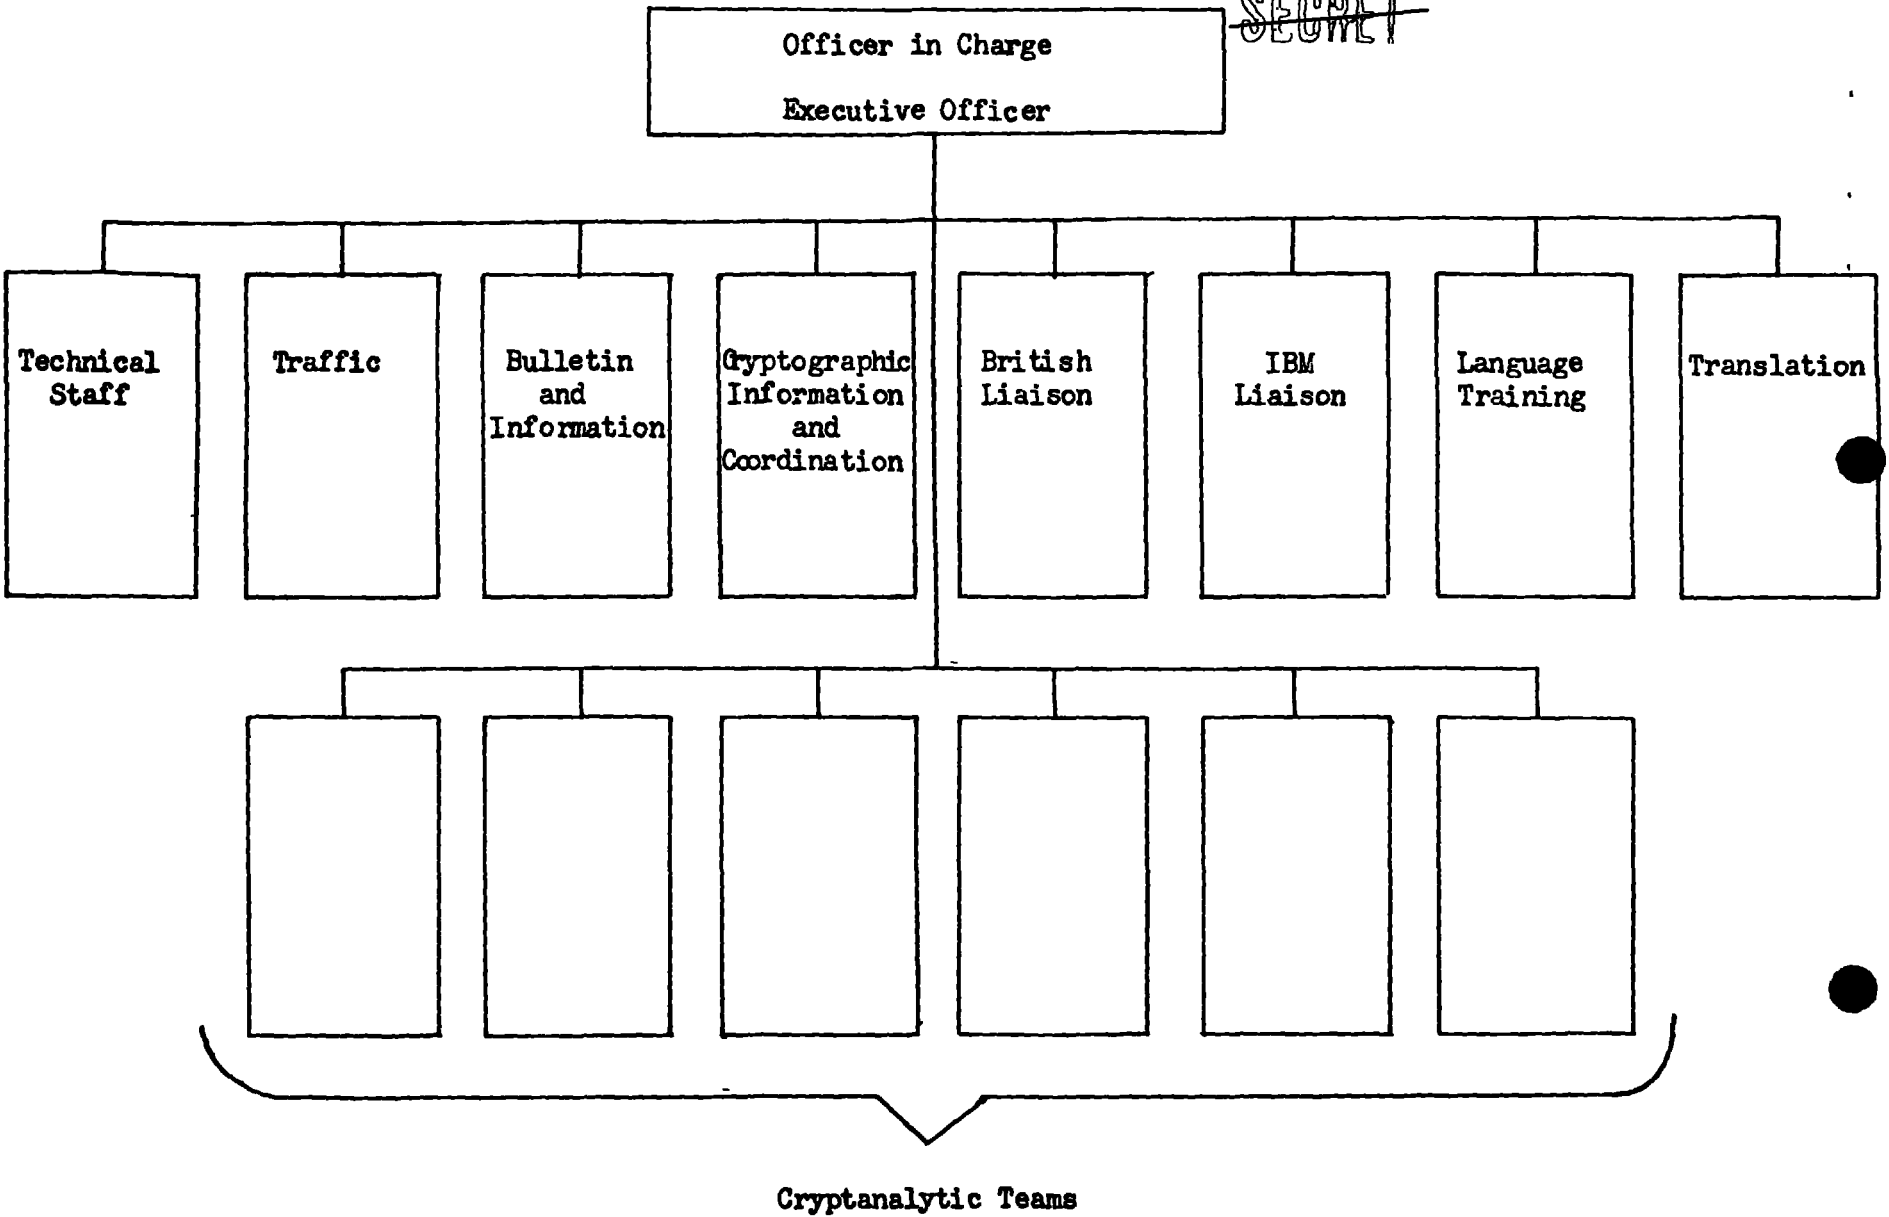 SECRET
Officer in Charge
Executive Officer
Technical
Staff
Traffic
Bulletin
and
Information
Cryptographic
Information
and
Coordination
British
Liaison
IBM
Liaison
Language
Training
Translation
Cryptanalytic Teams